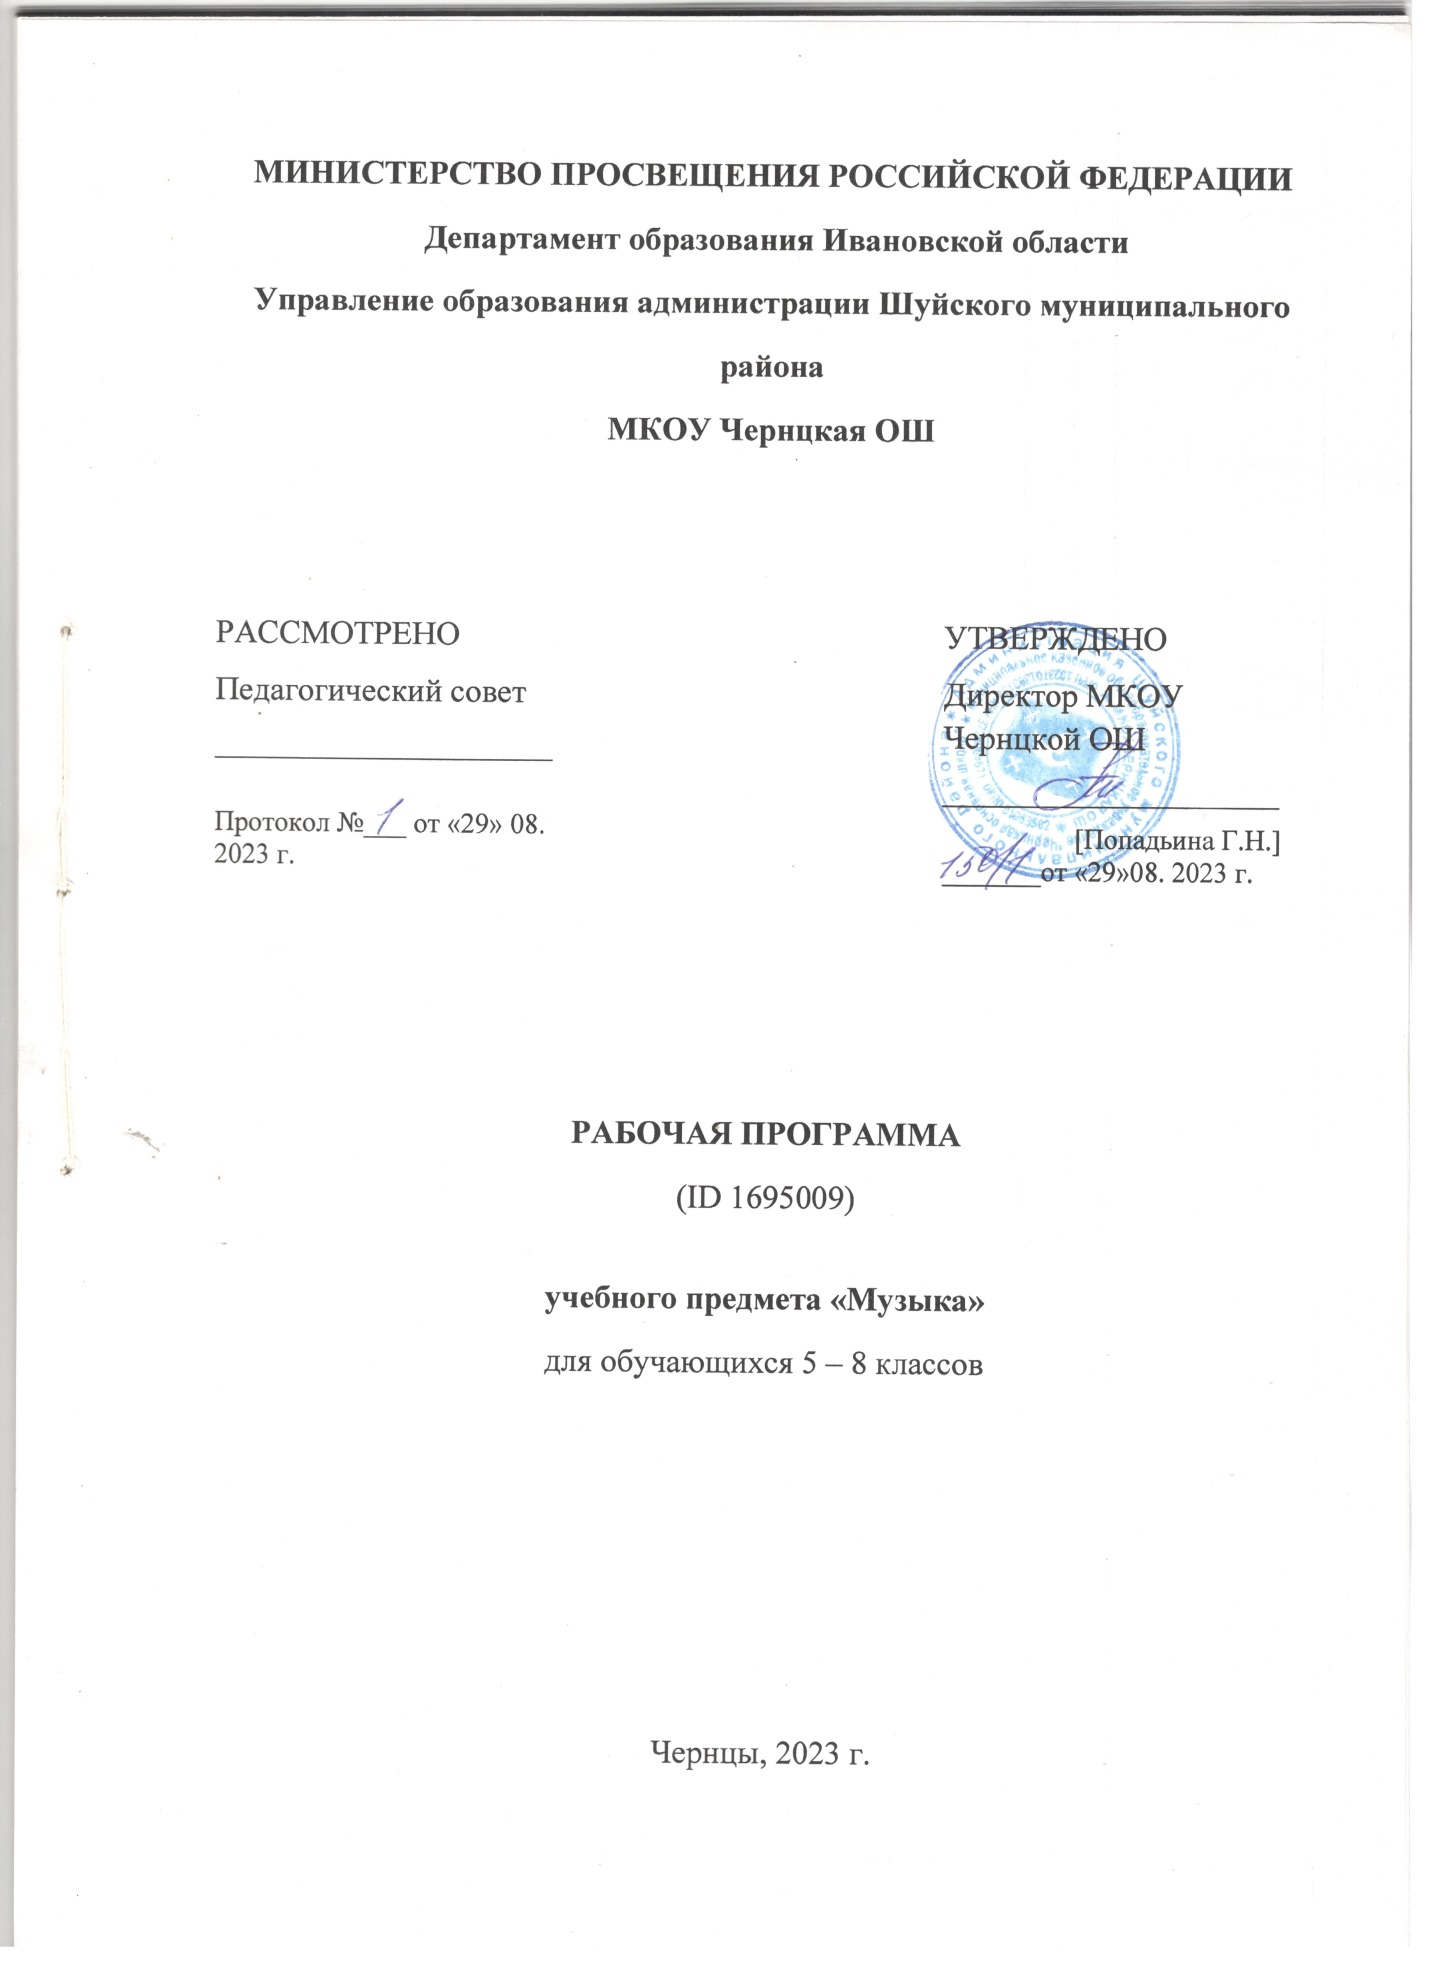 МИНИСТЕРСТВО ПРОСВЕЩЕНИЯ РОССИЙСКОЙ ФЕДЕРАЦИИ
Департамент образования Ивановской области
Управление образования администрации Шуйского муниципального
района
МКОУ Чернцкая ОШ
РАССМОТРЕНО
Педагогический совет
Протокол № 1 от «29» 08.
2023 г.
УТВЕРЖДЕНО
Директор МКОУ
Чернцкой ОШ
[Попадьина Г.Н.]
от «29»08. 2023 г.
РАБОЧАЯ ПРОГРАММА
(ID 1695009)
учебного предмета «Музыка»
для обучающихся 5 – 8 классов
Чернцы, 2023 г.